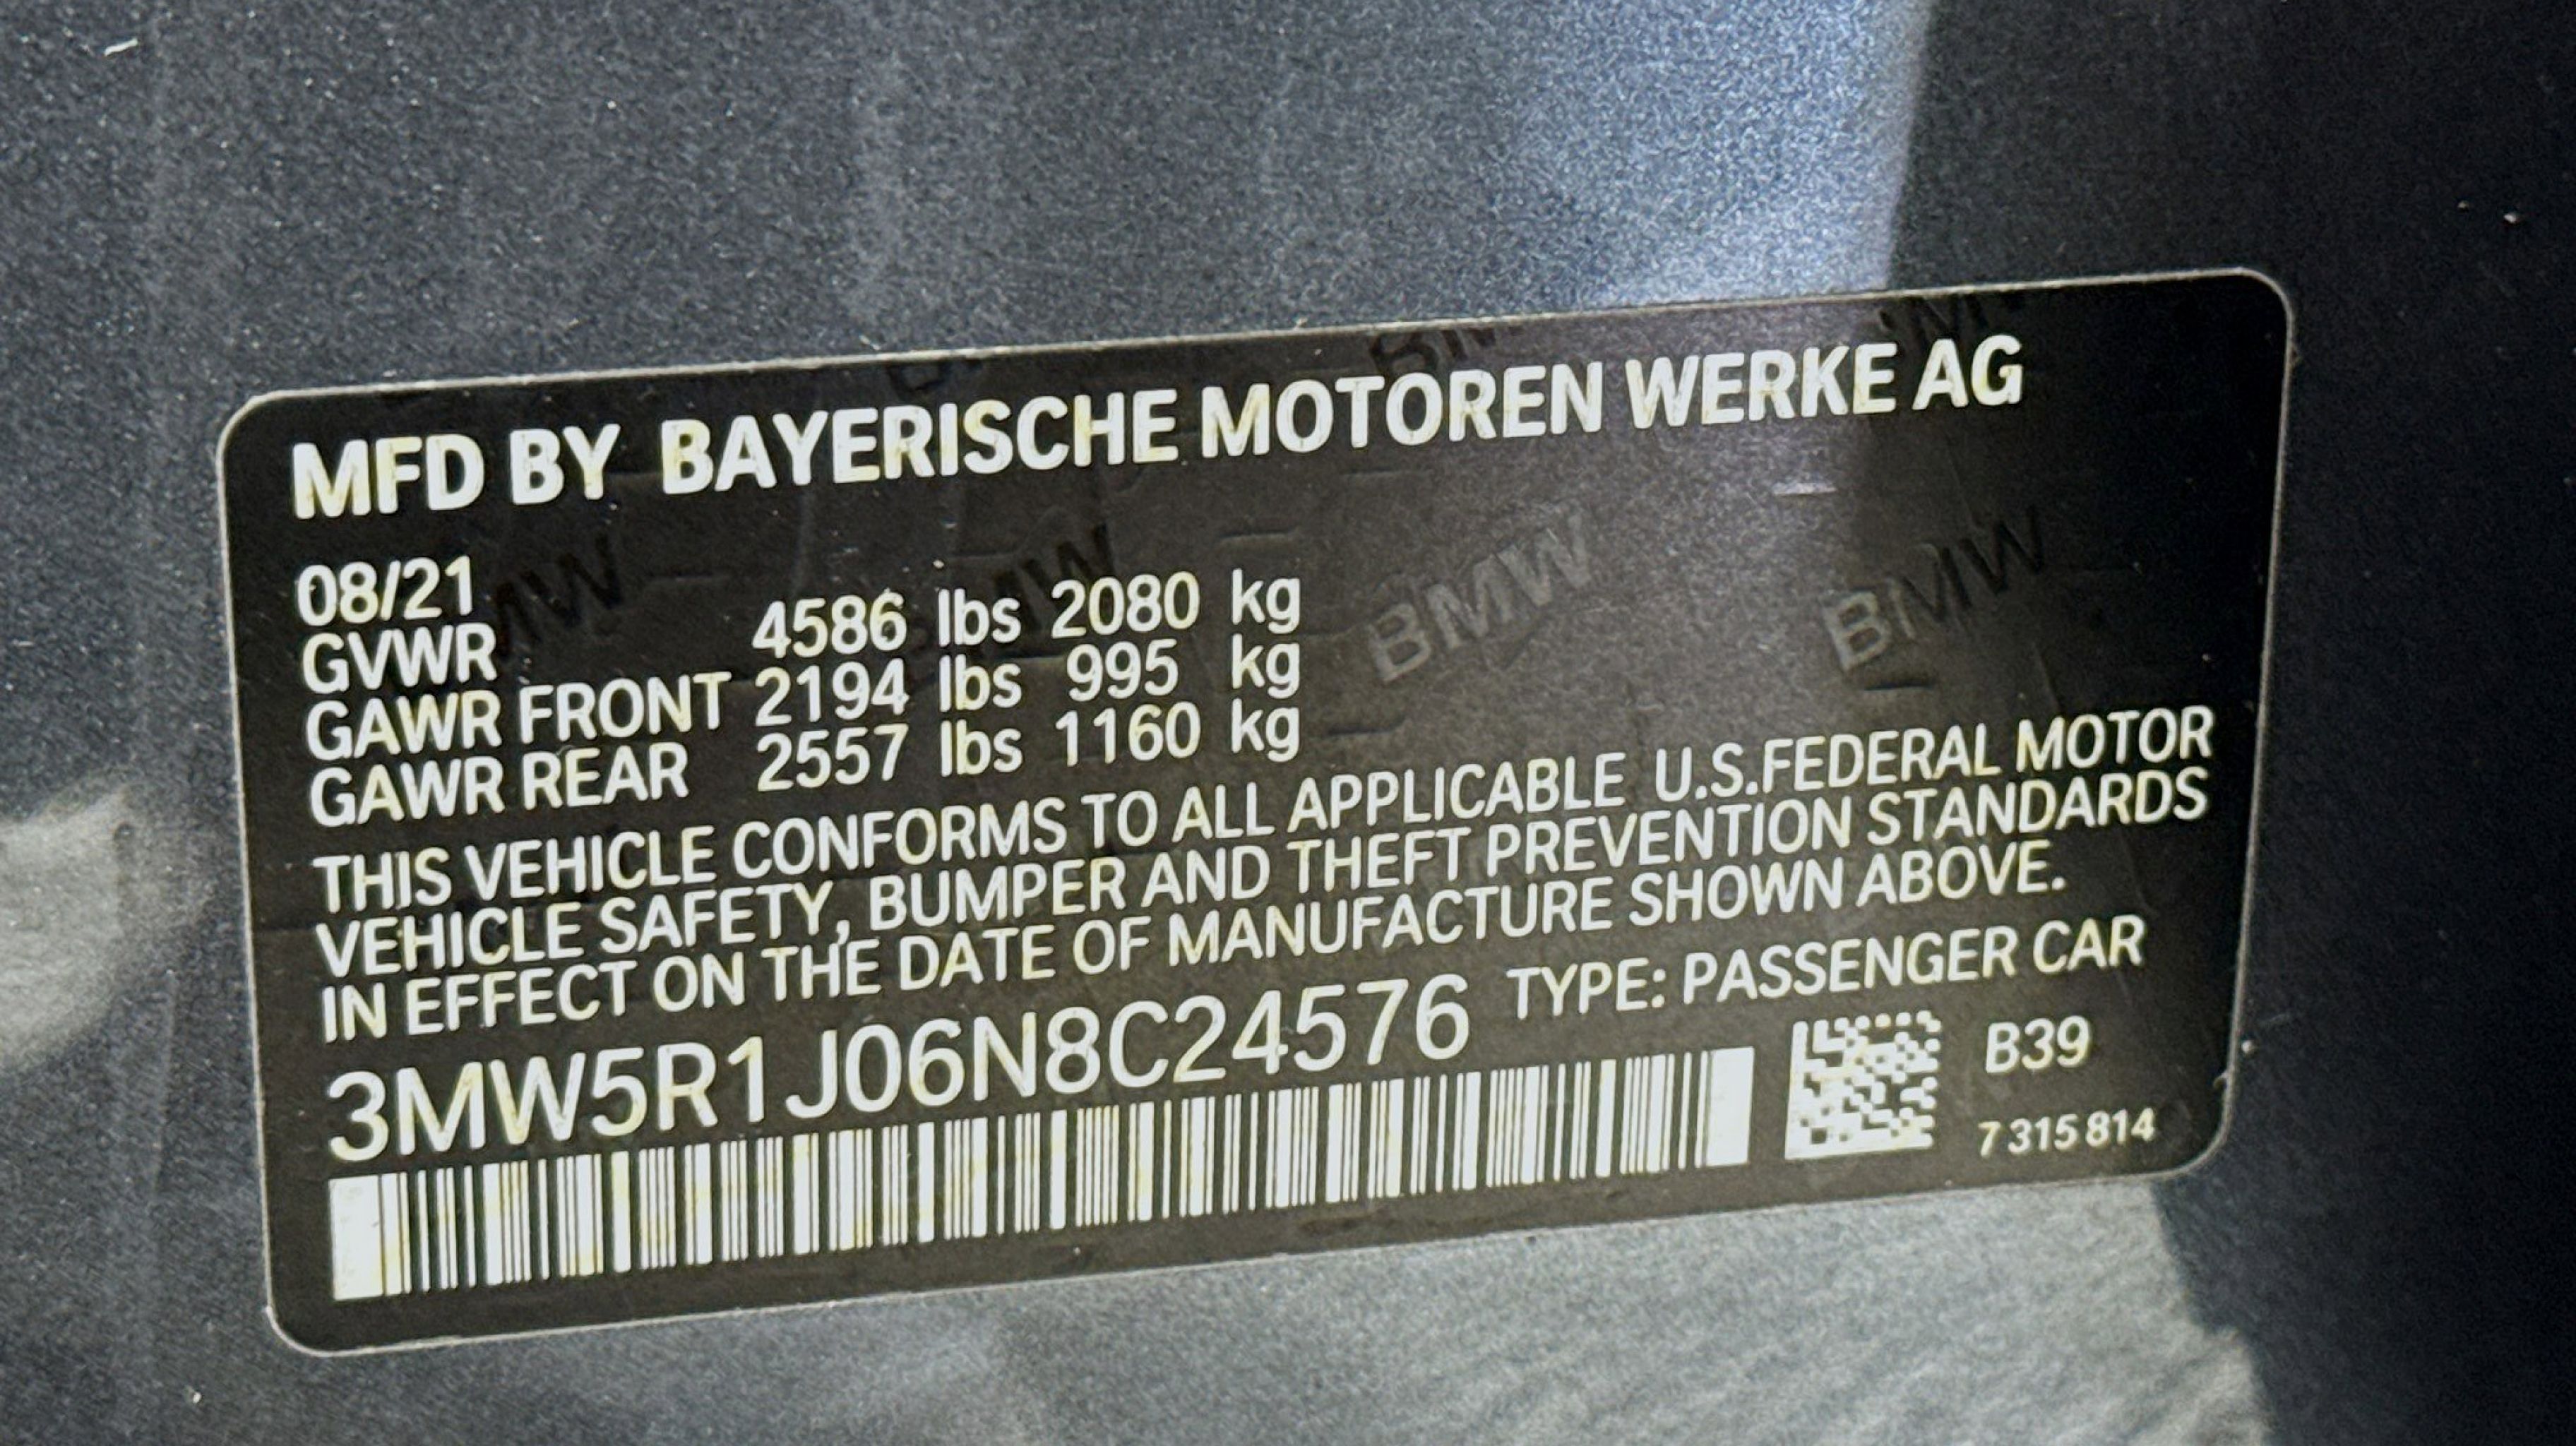 MFD BY BAYERISCHE MOTOREN WERKE AG
08/21
GVWR 4586 lbs 2080 kg
GAWR FRONT 2194 lbs 995 kg
GAWR REAR 2557 lbs 1160 kg
THIS VEHICLE CONFORMS TO ALL APPLICABLE U.S.FEDERAL MOTOR
VEHICLE SAFETY, BUMPER AND THEFT PREVENTION STANDARDS
IN EFFECT ON THE DATE OF MANUFACTURE SHOWN ABOVE.
3MW5R1J06N8C24576 TYPE: PASSENGER CAR
B39
7 315 814
BMW
BMW